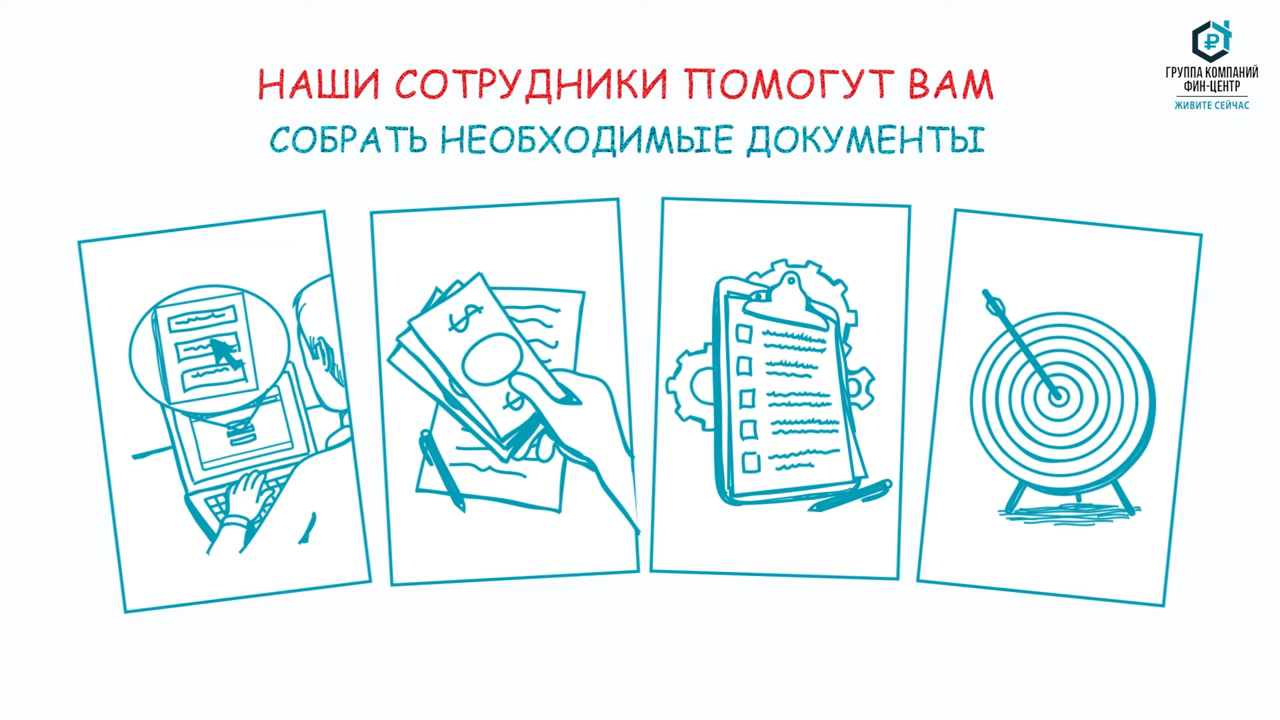 НАШИ СОТРУДНИКИ ПОМОГУТ ВАМ
СОБРАТЬ НЕОБХОДИМЫЕ ДОКУМЕНТЫ
ГРУППА КОМПАНИЙ
ФИН-ЦЕНТР
ЖИВИТЕ СЕЙЧАС